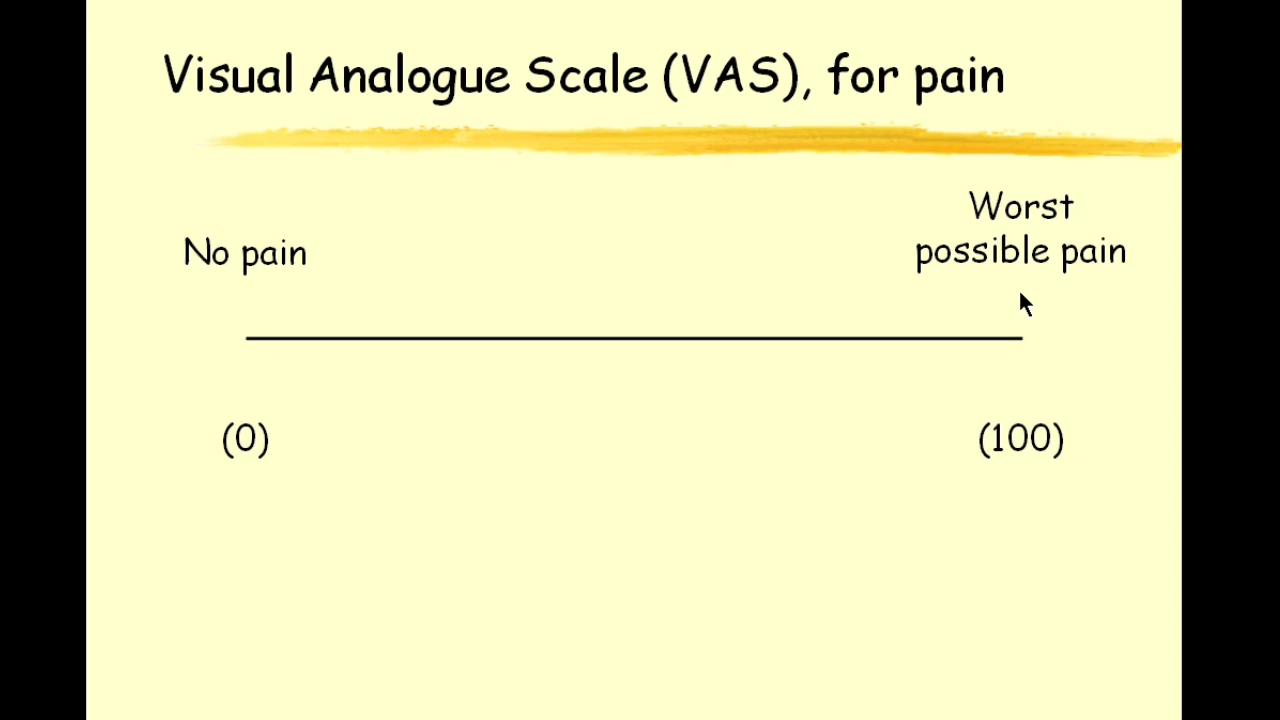 Visual Analogue Scale (VAS), for pain
No pain
Worst
possible pain
(0)
(100)